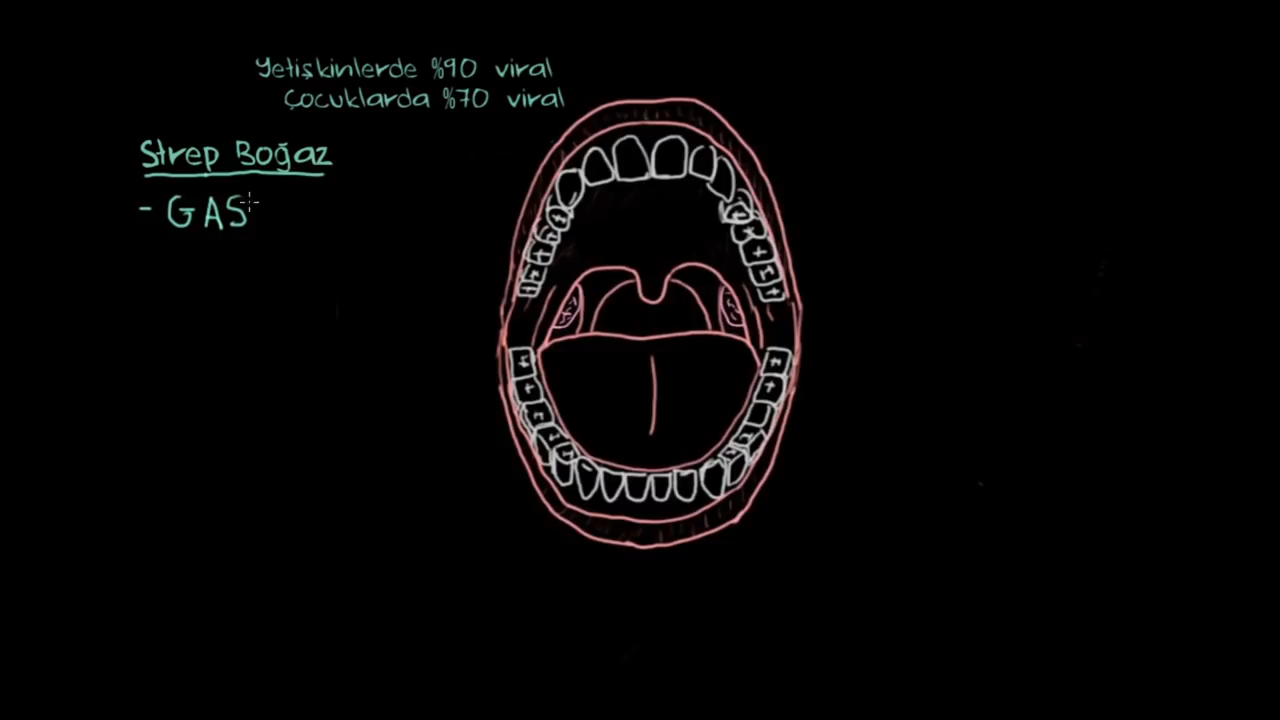 Yetişkinlerde %90 viral
Çocuklarda %70 viral
Strep Boğaz
- GAS